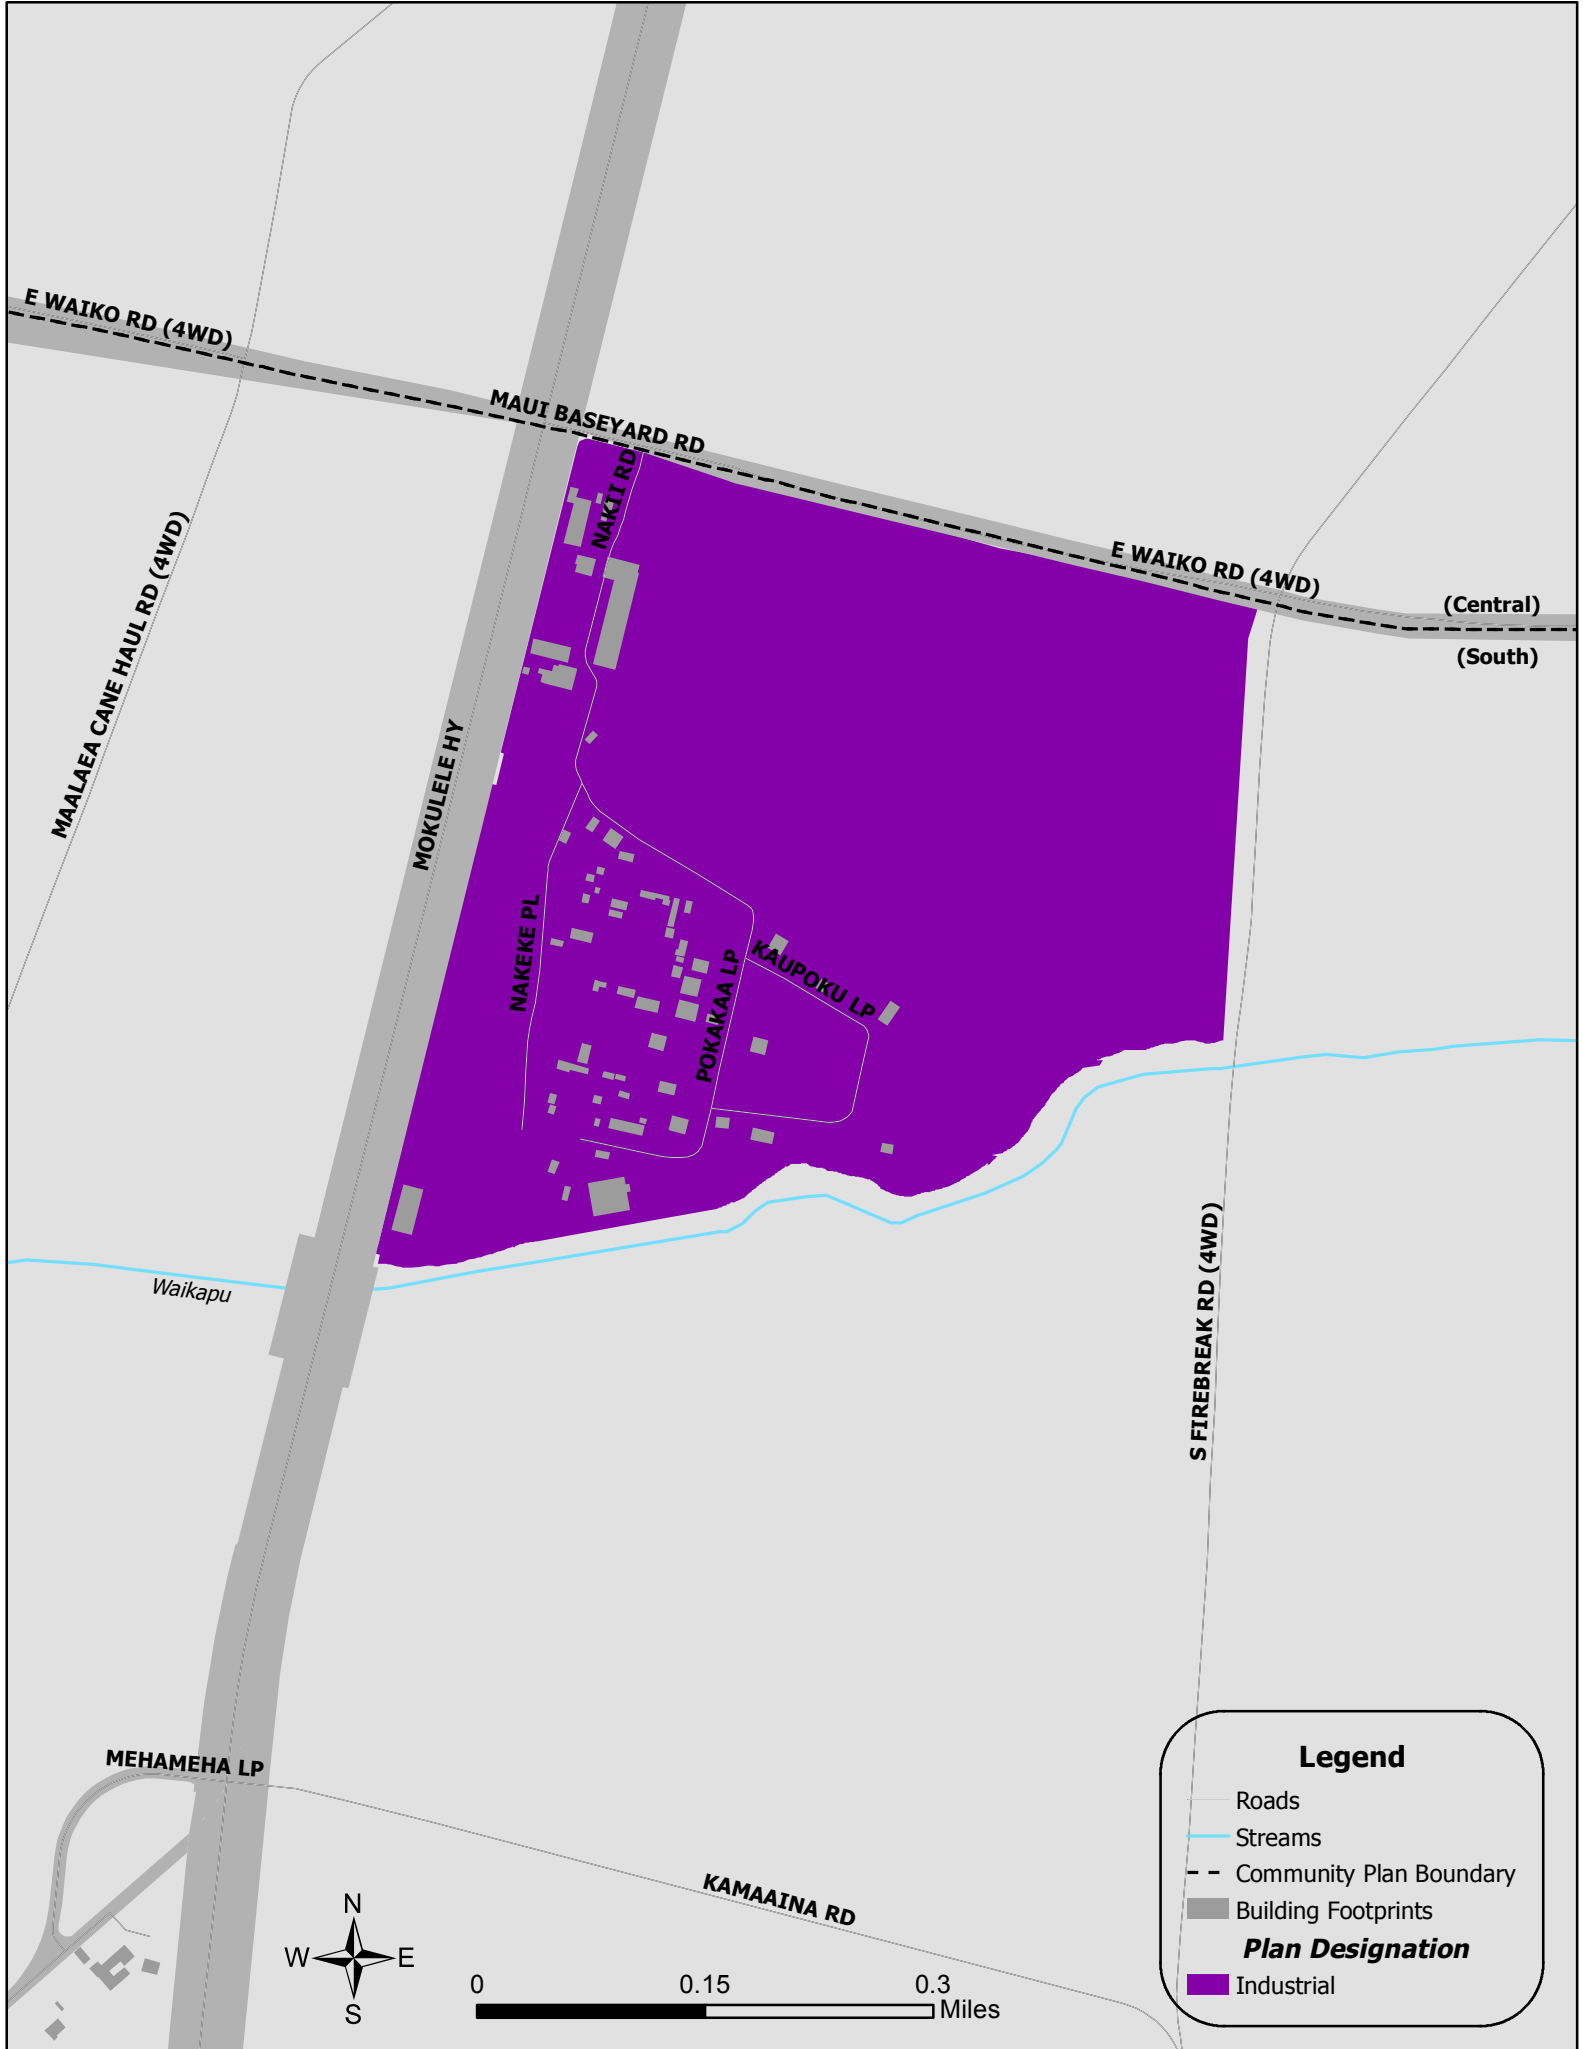 E WAIKO RD (4WD)
MAUI BASEYARD RD
NAKII RD
E WAIKO RD (4WD)
(Central)
(South)
MAALAEA CANE HAUL RD (4WD)
MOKULELE HY
NAKEKE PL
POKAKAA LP
KAUPOKU LP
Waikapu
S FIREBREAK RD (4WD)
MEHAMEHA LP
KAMAAINA RD
N
W
E
S
0
0.15
0.3
Miles
Legend
Roads
Streams
Community Plan Boundary
Building Footprints
Plan Designation
Industrial